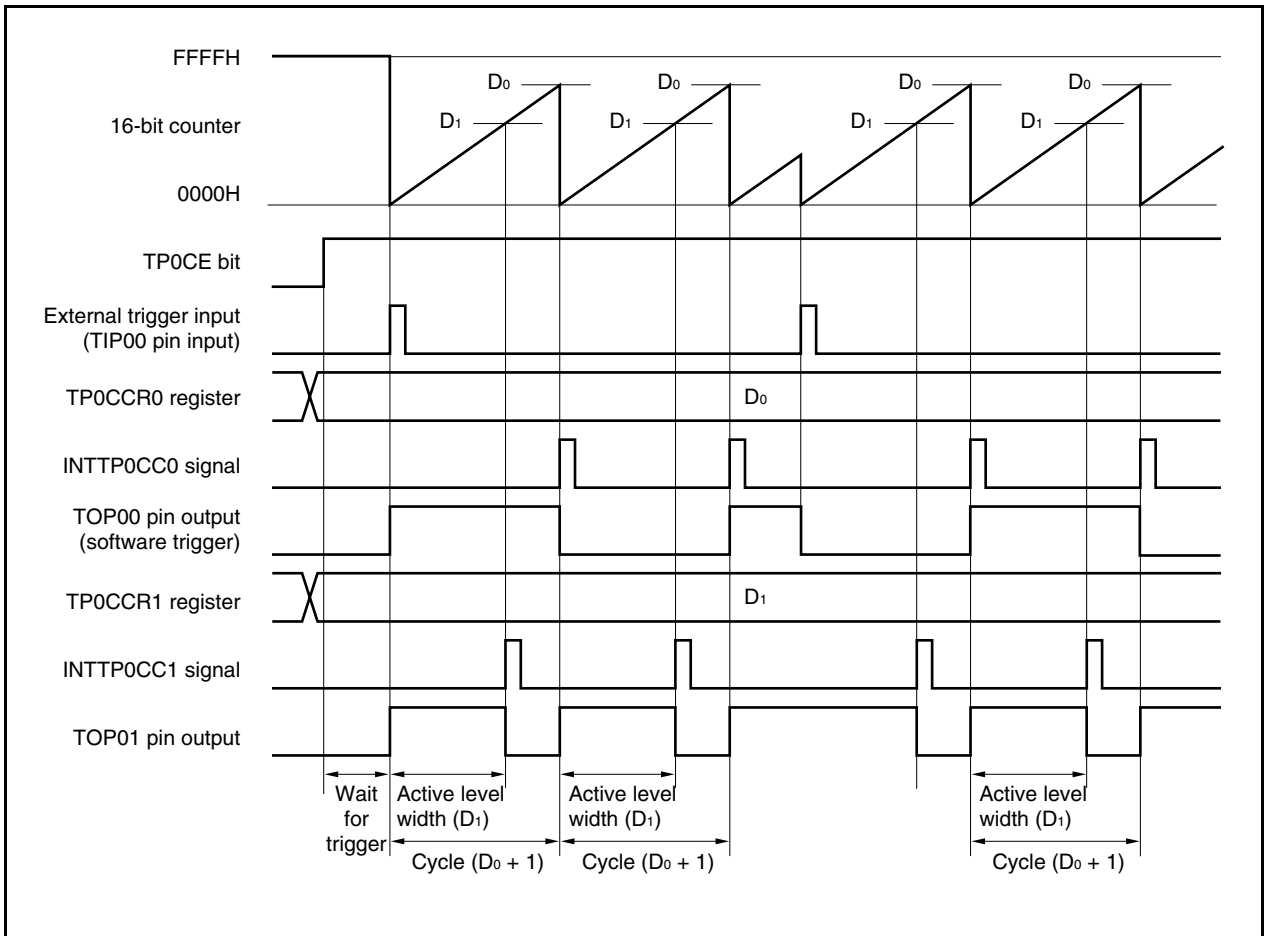 FFFFH
16-bit counter
0000H
D0 D0 D0 D0
D1 D1 D1 D1
TP0CE bit
External trigger input
(TIP00 pin input)
TP0CCR0 register
D0
INTTP0CC0 signal
TOP00 pin output
(software trigger)
TP0CCR1 register
D1
INTTP0CC1 signal
TOP01 pin output
Wait
for
trigger
Active level
width (D1)
Active level
width (D1)
Active level
width (D1)
Cycle (D0 + 1)
Cycle (D0 + 1)
Cycle (D0 + 1)